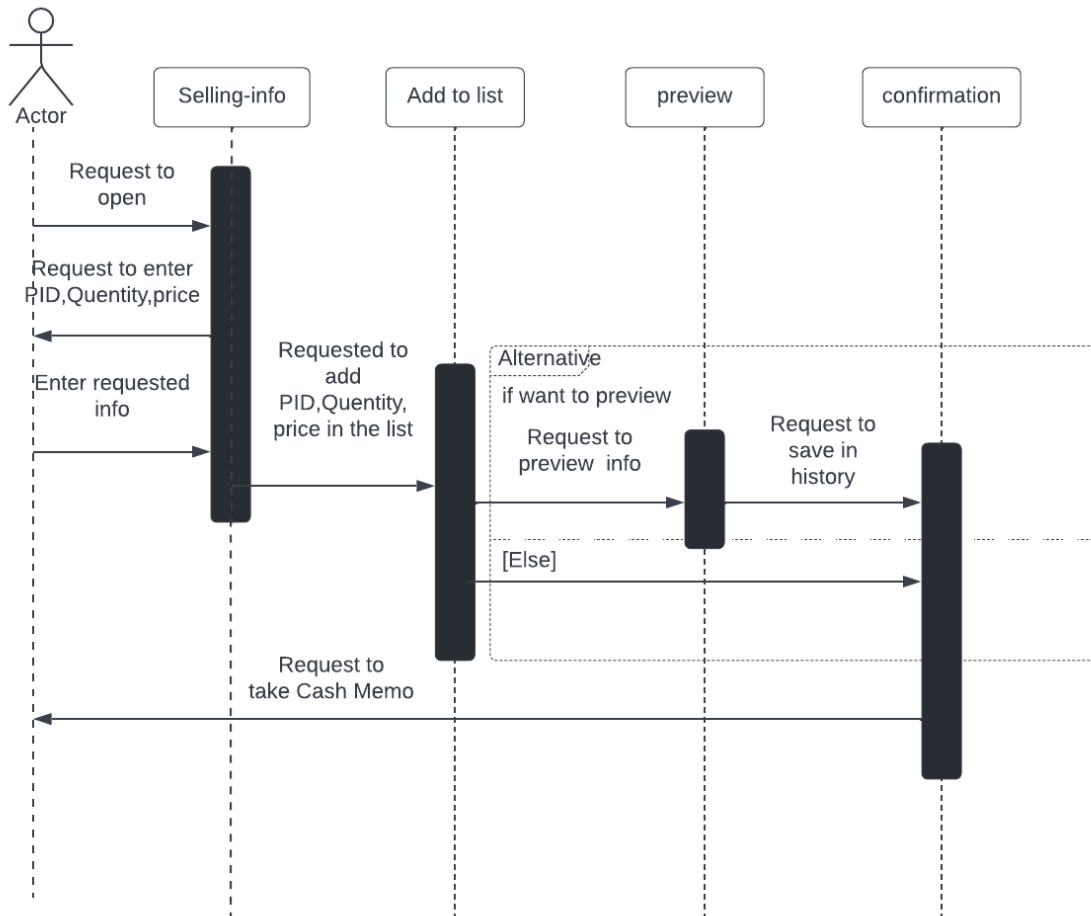 Actor
Selling-info
Add to list
preview
confirmation
Request to
open
Request to enter
PID,Quentity,price
Enter requested
info
Requested to
add
PID,Quentity,
price in the list
Alternative
if want to preview
Request to
preview  info
Request to
save in
history
[Else]
Request to
take Cash Memo